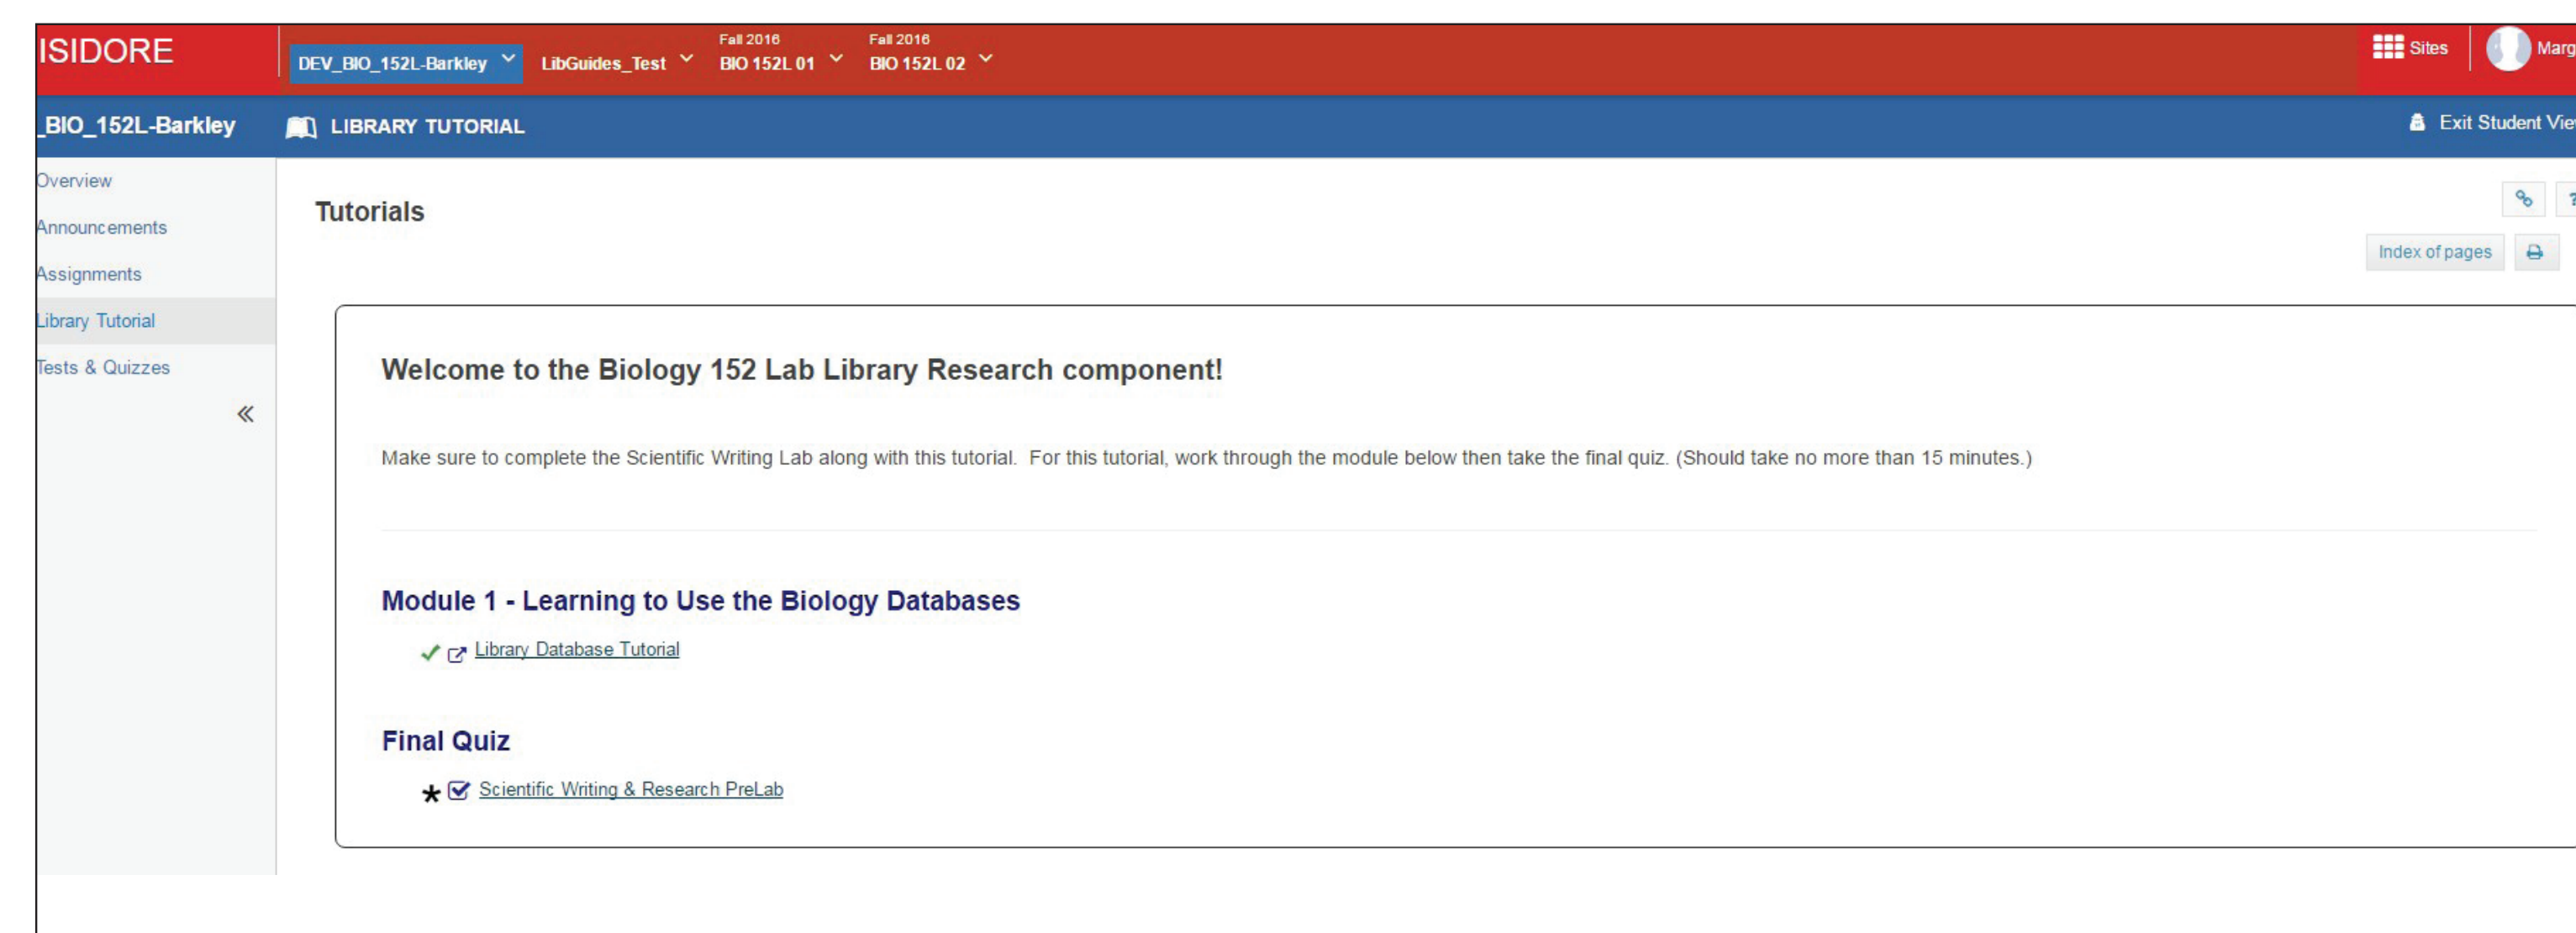 ISIDORE
DEV_BIO_152L-Barkley
LibGuides_Test
Fall 2016
BIO 152L 01
Fall 2016
BIO 152L 02
Sites
Marg
_BIO_152L-Barkley
LIBRARY TUTORIAL
Exit Student Vie
Overview
Announcements
Assignments
Library Tutorial
Tests & Quizzes
Tutorials
?
Index of pages
Welcome to the Biology 152 Lab Library Research component!
Make sure to complete the Scientific Writing Lab along with this tutorial. For this tutorial, work through the module below then take the final quiz. (Should take no more than 15 minutes.)
Module 1 - Learning to Use the Biology Databases
Library Database Tutorial
Final Quiz
* Scientific Writing & Research PreLab